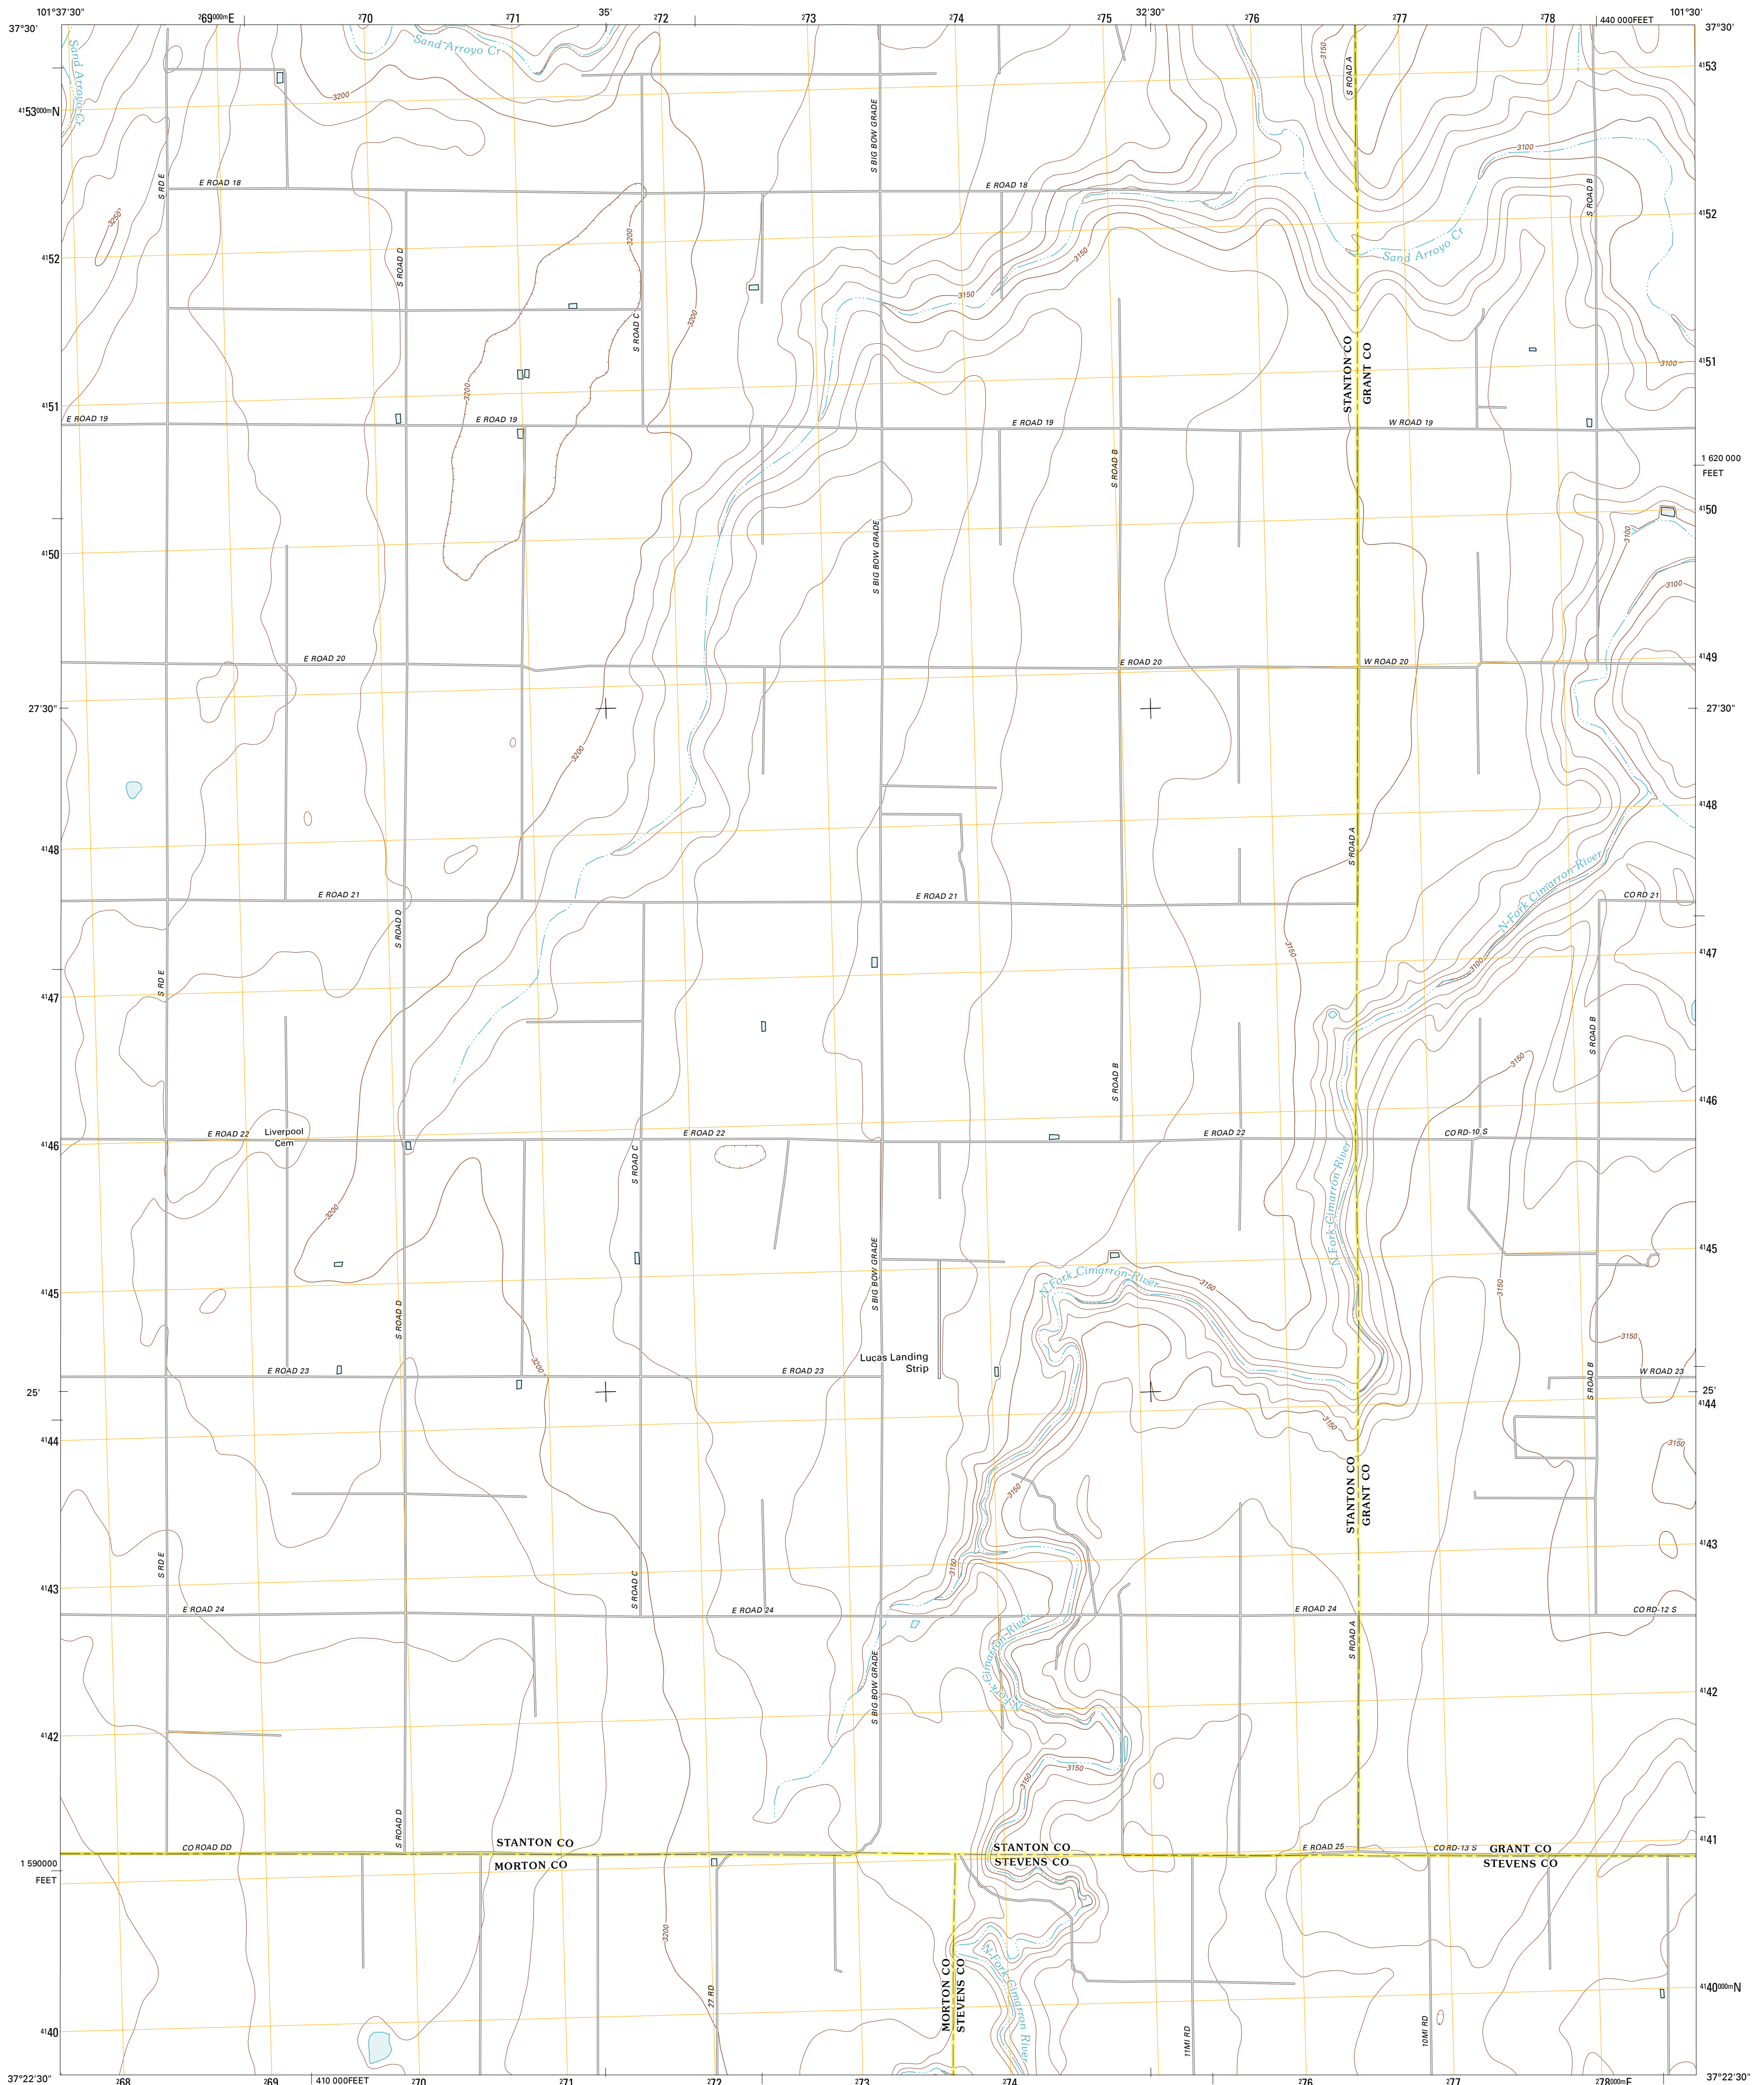 101°37'30"
269000mE
270
271
35'
272
273
274
275
32'30"
276
277
278
440 000FEET
101°30'
37°30'
37°30'
Sand Arroyo Cr
Sand Arroyo Cr
3150
S ROAD A
4153
4153000mN
3200
S BIG BOW GRADE
3100
S RD E
E ROAD 18
E ROAD 18
S ROAD B
3250
4152
3200
S ROAD D
3150
Sand Arroyo Cr
4152
3150
3200
S ROAD C
STANTON CO
GRANT CO
4151
3100
3200
4151
E ROAD 19
E ROAD 19
E ROAD 19
W ROAD 19
S ROAD B
1 620 000
FEET
4150
S BIG BOW GRADE
3100
4150
3100
E ROAD 20
E ROAD 20
W ROAD 20
4149
27'30"
27'30"
3200
4148
S ROAD A
4148
N Fork Cimarron River
E ROAD 21
E ROAD 21
CO RD 21
S ROAD D
3150
4147
3100
S RD E
4147
S ROAD B
3150
S ROAD B
4146
E ROAD 22
Liverpool
Cem
E ROAD 22
E ROAD 22
CO RD-10 S
4146
S ROAD C
N Fork Cimarron River
3200
4145
S BIG BOW GRADE
N Fork Cimarron River
3150
3150
4145
S ROAD D
3150
3200
Lucas Landing
Strip
E ROAD 23
E ROAD 23
W ROAD 23
S ROAD B
25'
25'
4144
3150
4144
3150
STANTON CO
GRANT CO
3150
S RD E
3150
4143
S ROAD C
4143
E ROAD 24
E ROAD 24
E ROAD 24
CO RD-12 S
S ROAD A
N Fork Cimarron River
S BIG BOW GRADE
4142
4142
3150
3150
S ROAD D
4141
CO ROAD DD
STANTON CO
STANTON CO
E ROAD 25
CO RD-13 S
GRANT CO
MORTON CO
STEVENS CO
STEVENS CO
1 590000
FEET
3200
N Fork Cimarron River
MORTON CO
STEVENS CO
27 RD
4140000mN
4140
11MI RD
10MI RD
37°22'30"
268
269
410 000FEET
270
271
272
273
274
276
277
278000mE
37°22'30"